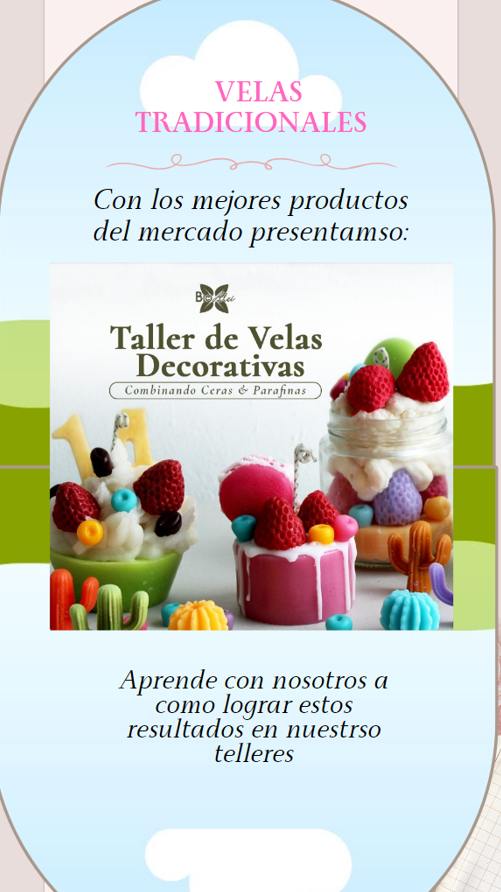 VELAS
TRADICIONALES
Con los mejores productos
del mercado presentamso:
Taller de Velas
Decorativas
Combinando Ceras & Parafinas
Aprende con nosotros a
como lograr estos
resultados en nuestrso
telleres